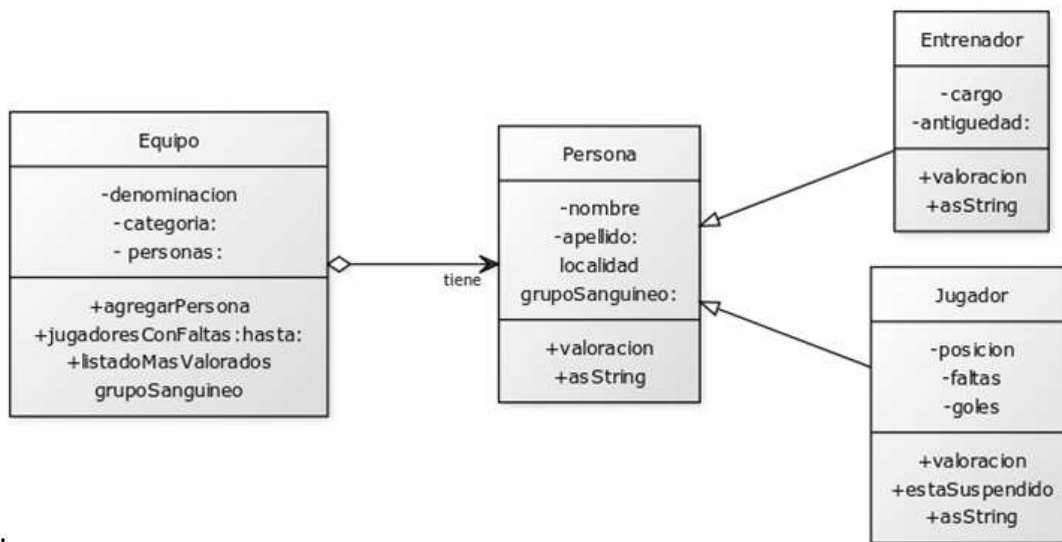 Equipo
-denominacion
-categoria:
- personas:
+agregarPersona
+jugadoresConFaltas:hasta:
+listadoMasValorados
grupoSanguineo
tiene
Persona
-nombre
-apellido:
localidad
grupoSanguineo:
+valoracion
+asString
Entrenador
-cargo
-antiguedad:
+valoracion
+asString
Jugador
-posicion
-faltas
-goles
+valoracion
+estaSuspendido
+asString
.